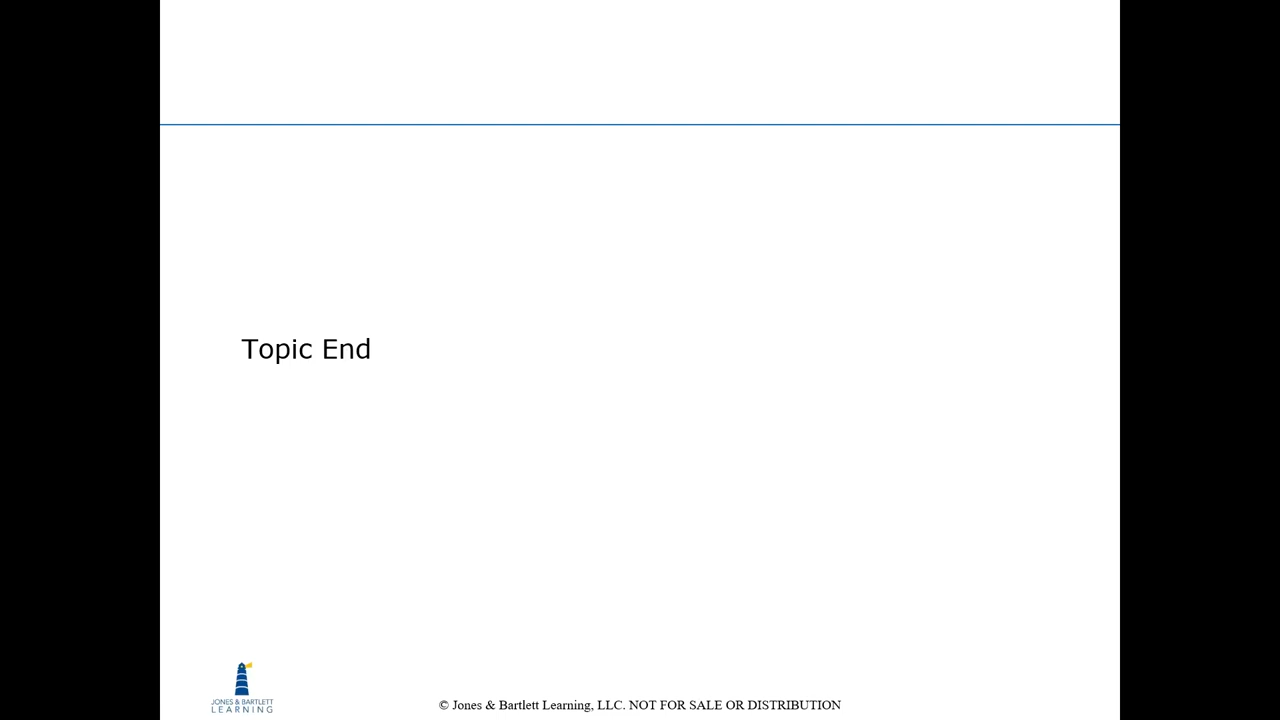 Topic End
JONES & BARTLETT
LEARNING
© Jones & Bartlett Learning, LLC. NOT FOR SALE OR DISTRIBUTION